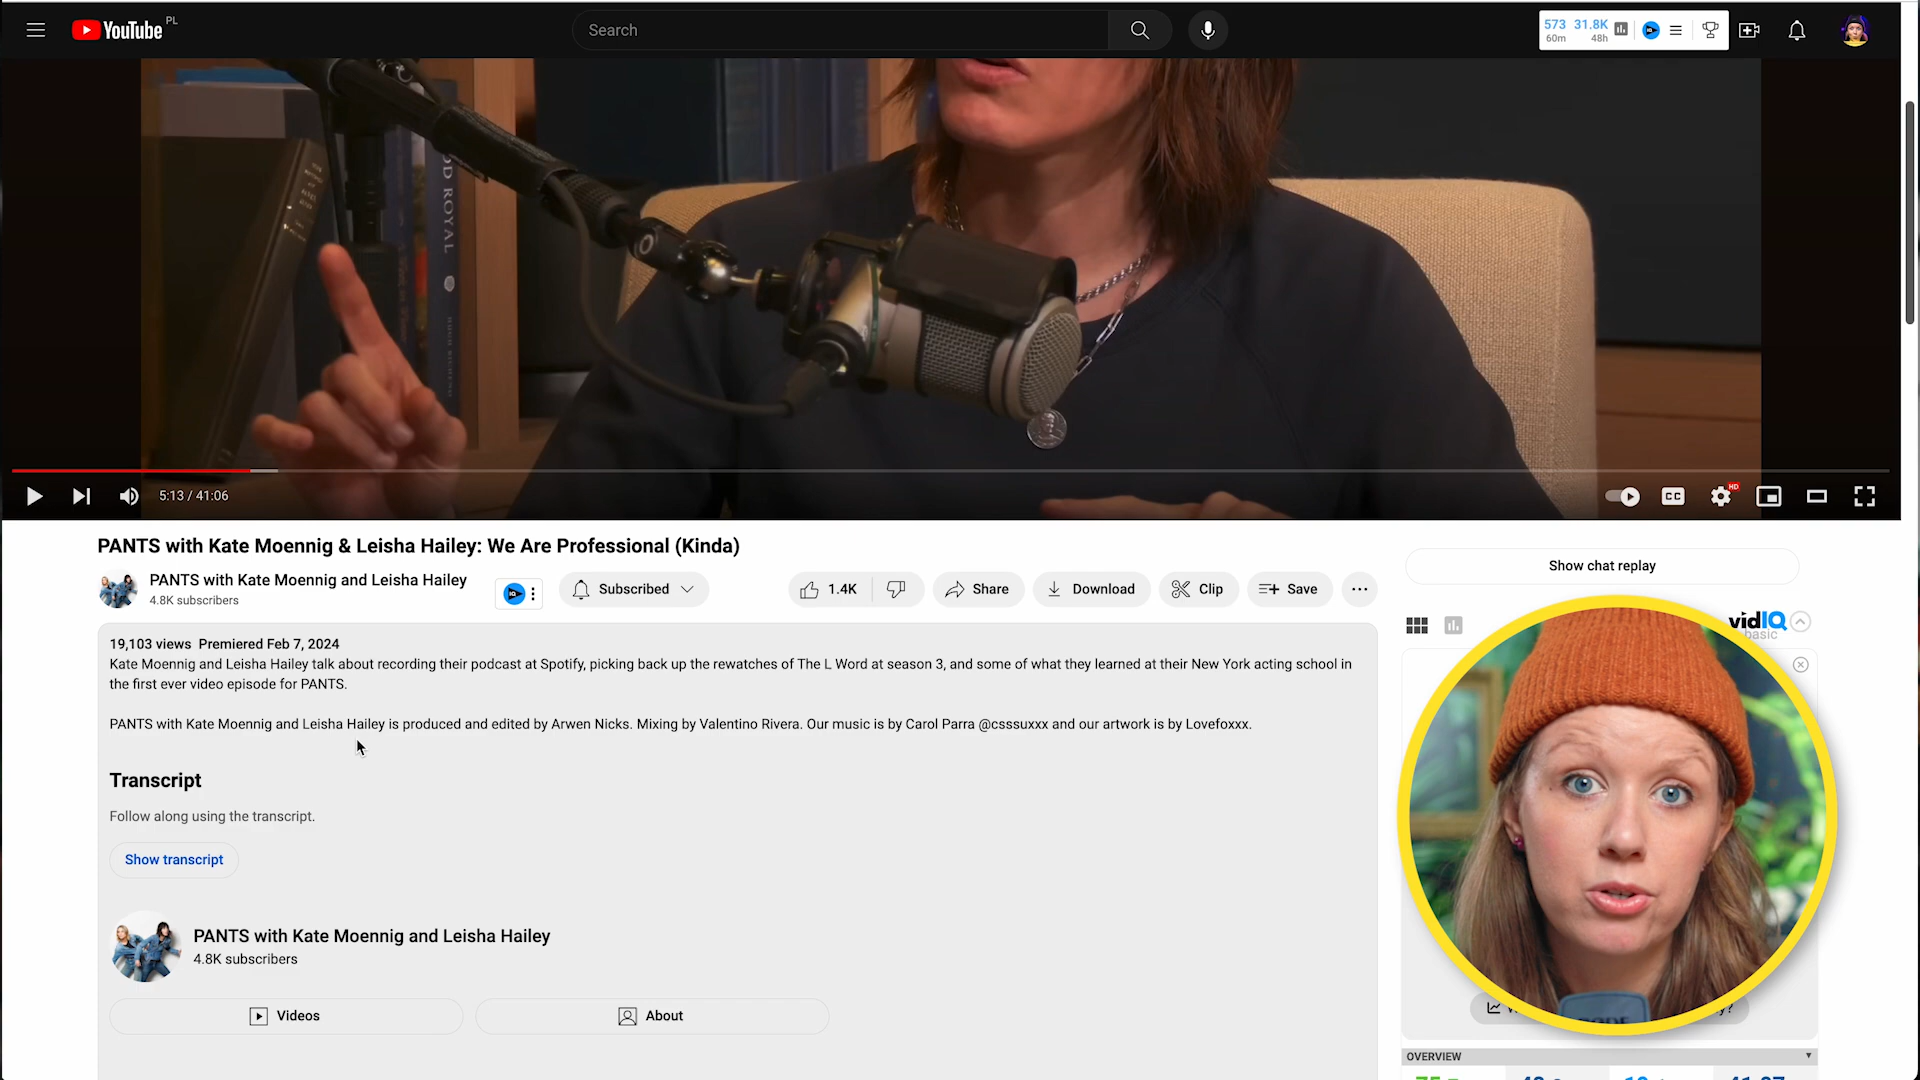 YouTube PL
Search
573 31.8K
60m 48h
OD ROYAL
5:13 / 41:06
CC
HD
PANTS with Kate Moennig & Leisha Hailey: We Are Professional (Kinda)
PANTS with Kate Moennig and Leisha Hailey
4.8K subscribers
IQ
Subscribed
1.4K
Share
Download
Clip
Save
Show chat replay
vidIQ
basic
19,103 views Premiered Feb 7, 2024
Kate Moennig and Leisha Hailey talk about recording their podcast at Spotify, picking back up the rewatches of The L Word at season 3, and some of what they learned at their New York acting school in
the first ever video episode for PANTS.
PANTS with Kate Moennig and Leisha Hailey is produced and edited by Arwen Nicks. Mixing by Valentino Rivera. Our music is by Carol Parra @csssuxxx and our artwork is by Lovefoxxx.
Transcript
Follow along using the transcript.
Show transcript
PANTS with Kate Moennig and Leisha Hailey
4.8K subscribers
Videos
About
OVERVIEW